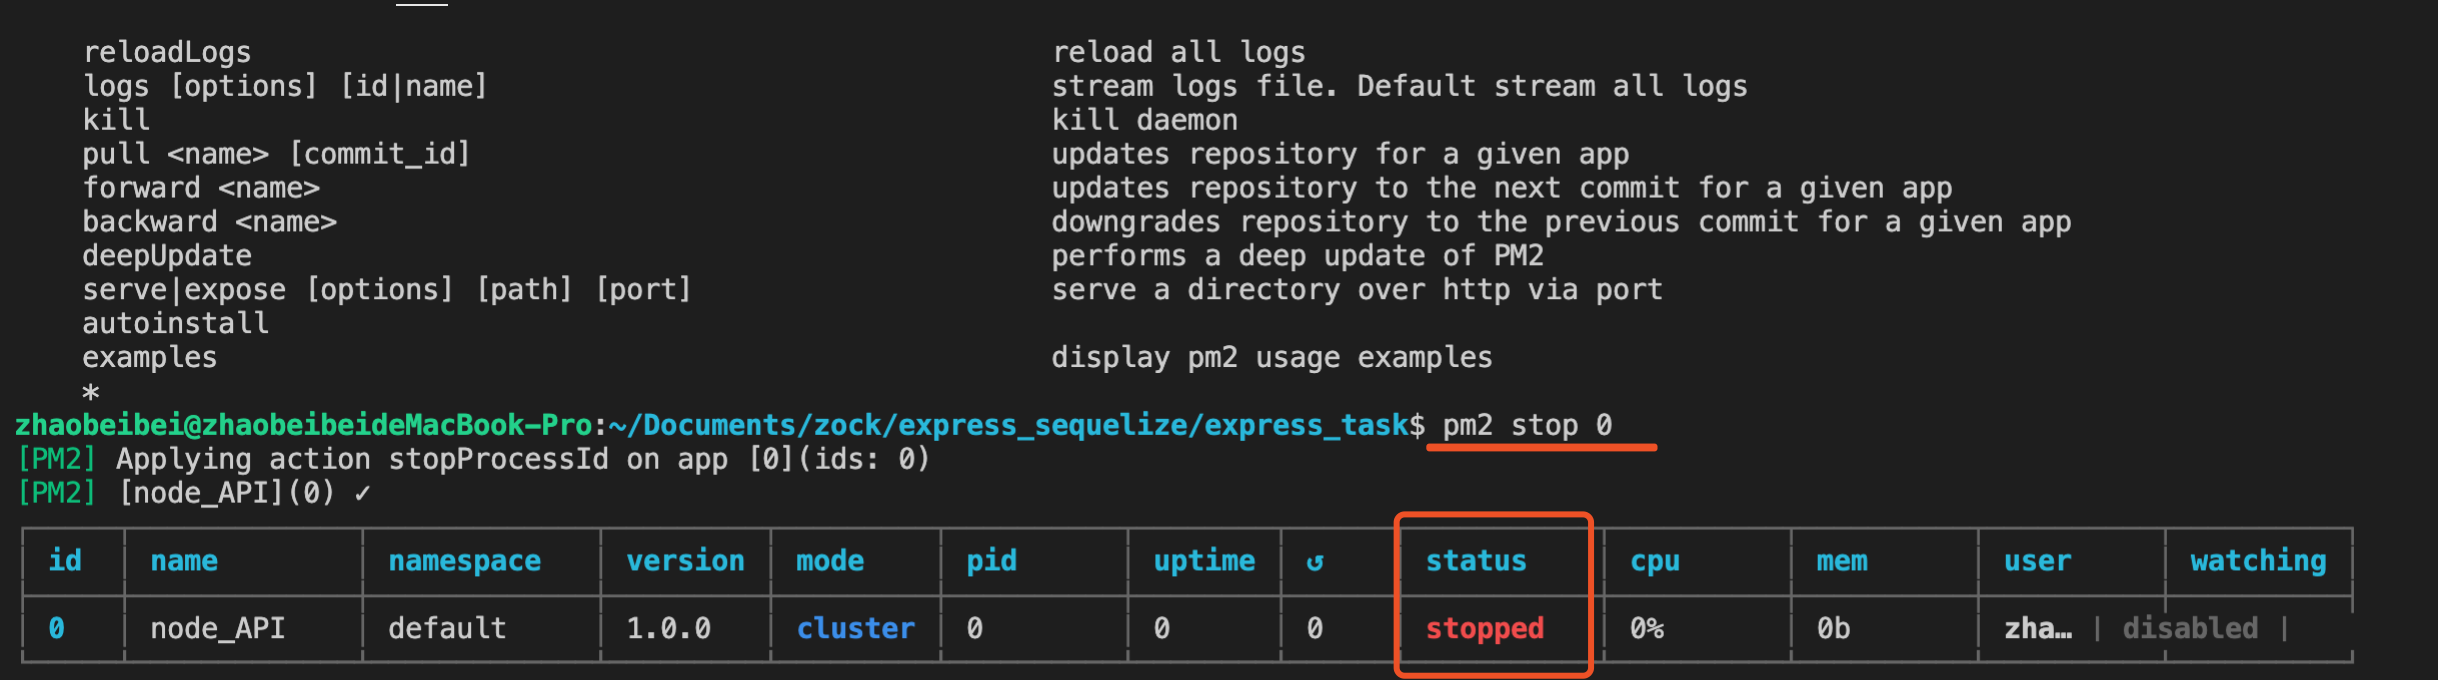 reloadLogs reload all logs
logs [options] [id|name] stream logs file. Default stream all logs
kill kill daemon
pull <name> [commit_id] updates repository for a given app
forward <name> updates repository to the next commit for a given app
backward <name> downgrades repository to the previous commit for a given app
deepUpdate performs a deep update of PM2
serve|expose [options] [path] [port] serve a directory over http via port
autoinstall
examples display pm2 usage examples
*
zhaobeibei@zhaobeibeideMacBook-Pro:~/Documents/zock/express_sequelize/express_task$ pm2 stop 0
[PM2] Applying action stopProcessId on app [0](ids: 0)
[PM2] [node_API](0) ✓
id name namespace version mode pid uptime ↺ status cpu mem user watching
0 node_API default 1.0.0 cluster 0 0 0 stopped 0% 0b zha… | disabled |